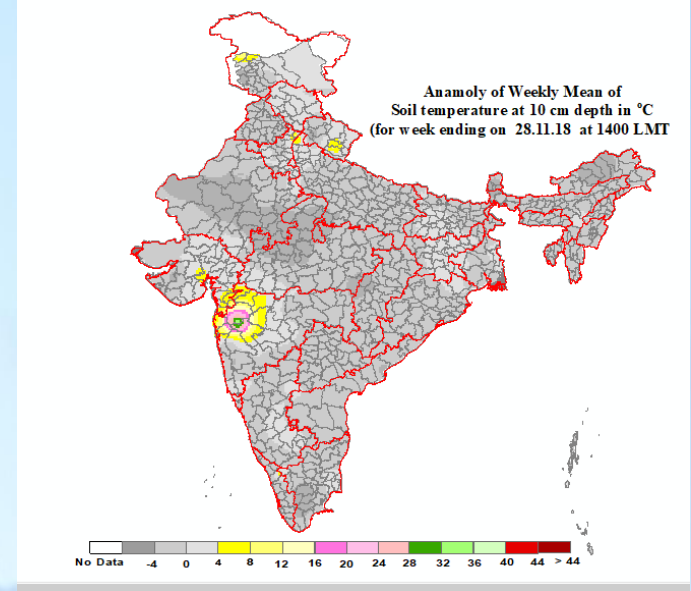 Anamoly of Weekly Mean of
Soil temperature at 10 cm depth in °C
(for week ending on 28.11.18 at 1400 LMT
No Data -4 0 4 8 12 16 20 24 28 32 36 40 44 > 44